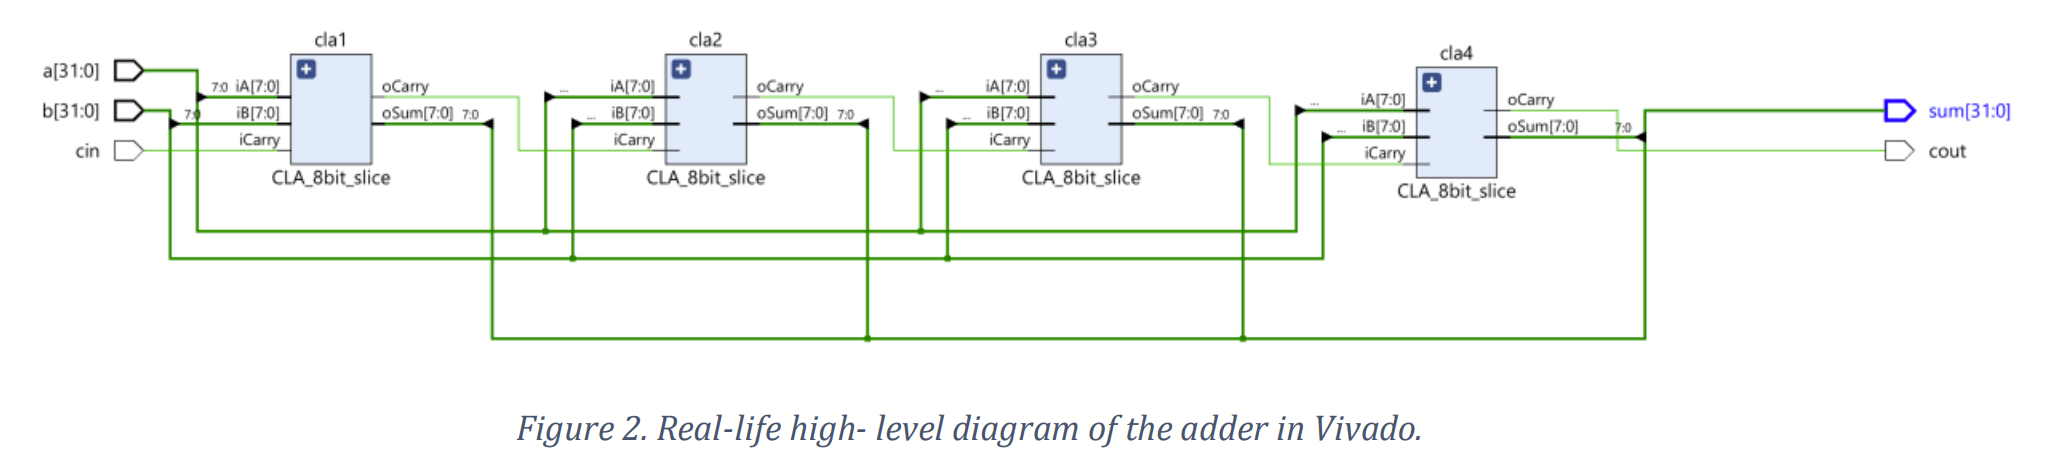 cla1
cla2
cla3
cla4
a[31:0]
b[31:0]
cin
7:0 iA[7:0]
7:0 iB[7:0]
iCarry
oCarry
oSum[7:0] 7:0
CLA_8bit_slice
... iA[7:0]
... iB[7:0]
iCarry
oCarry
oSum[7:0] 7:0
CLA_8bit_slice
... iA[7:0]
... iB[7:0]
iCarry
oCarry
oSum[7:0] 7:0
CLA_8bit_slice
... iA[7:0]
... iB[7:0]
iCarry
oCarry
oSum[7:0] 7:0
CLA_8bit_slice
sum[31:0]
cout
Figure 2. Real-life high- level diagram of the adder in Vivado.